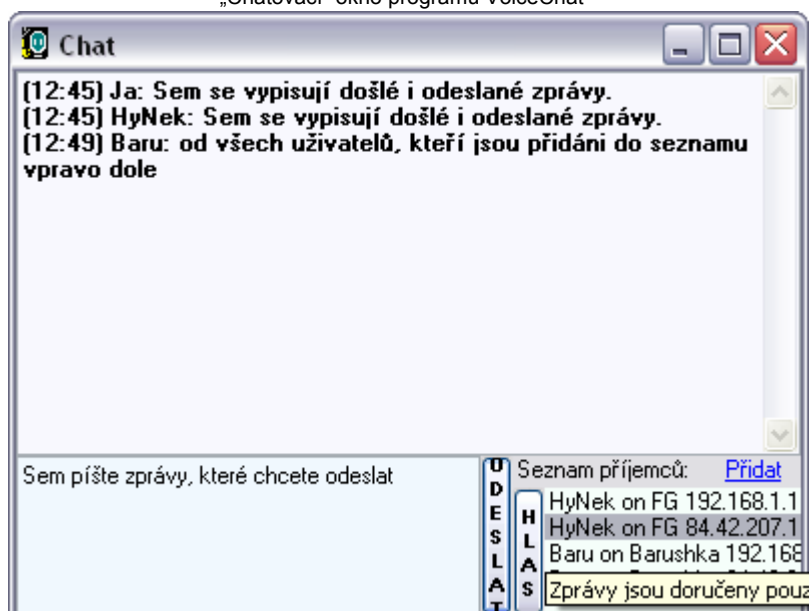 „Chatovací“ okno programu VoiceChat
Chat
(12:45) Ja: Sem se vypisují došlé i odeslané zprávy.
(12:45) HyNek: Sem se vypisují došlé i odeslané zprávy.
(12:49) Baru: od všech uživatelů, kteří jsou přidáni do seznamu
vpravo dole
Sem píšte zprávy, které chcete odeslat
ODESLAT
HLAS
Seznam příjemců: Přidat
HyNek on FG 192.168.1.1
HyNek on FG 84.42.207.1
Baru on Barushka 192.168
Zprávy jsou doručeny pouz